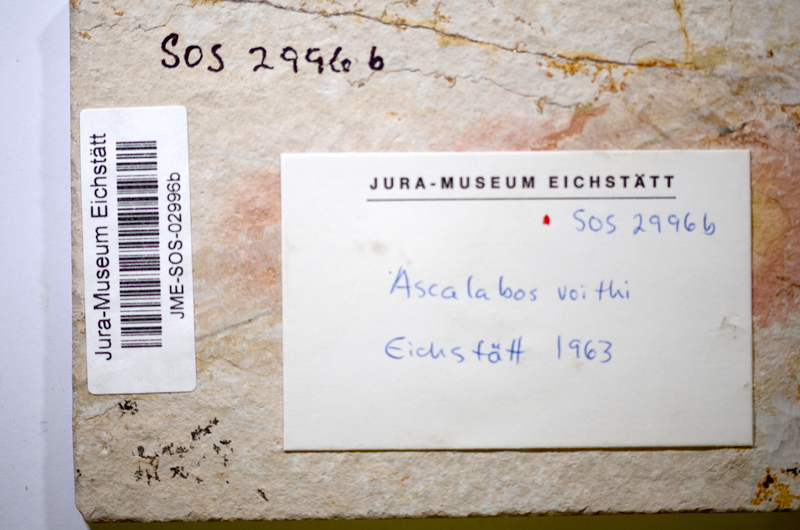 SOS 2996 b
Jura-Museum Eichstätt
JME-SOS-02996b
JURA-MUSEUM EICHSTÄTT
SOS 2996b
Ascalabos voithi
Eichstätt 1963